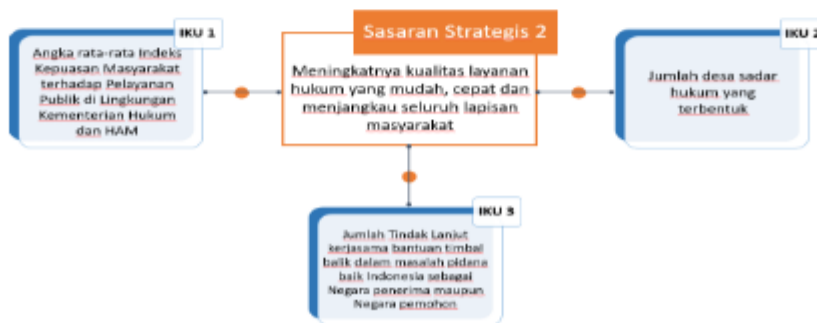 IKU 1
Angka rata-rata Indeks
Kepuasan Masyarakat
terhadap Pelayanan
Publik di Lingkungan
Kementerian Hukum
dan HAM
Sasaran Strategis 2
Meningkatnya kualitas layanan
hukum yang mudah, cepat dan
menjangkau seluruh lapisan
masyarakat
IKU 2
Jumlah desa sadar
hukum yang
terbentuk
IKU 3
Jumlah Tindak Lanjut
kerjasama bantuan timbal
balik dalam masalah pidana
baik Indonesia sebagai
Negara penerima maupun
Negara pemohon